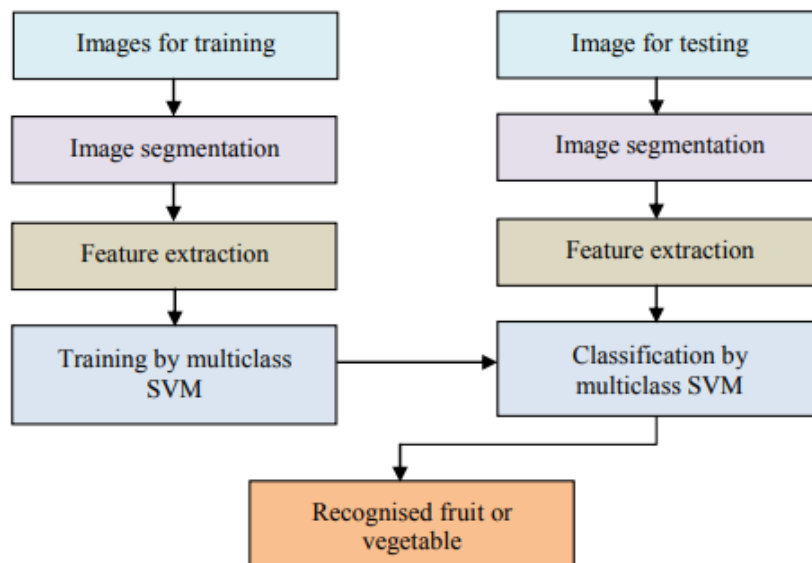 Images for training
Image segmentation
Feature extraction
Training by multiclass
SVM
Image for testing
Image segmentation
Feature extraction
Classification by
multiclass SVM
Recognised fruit or
vegetable